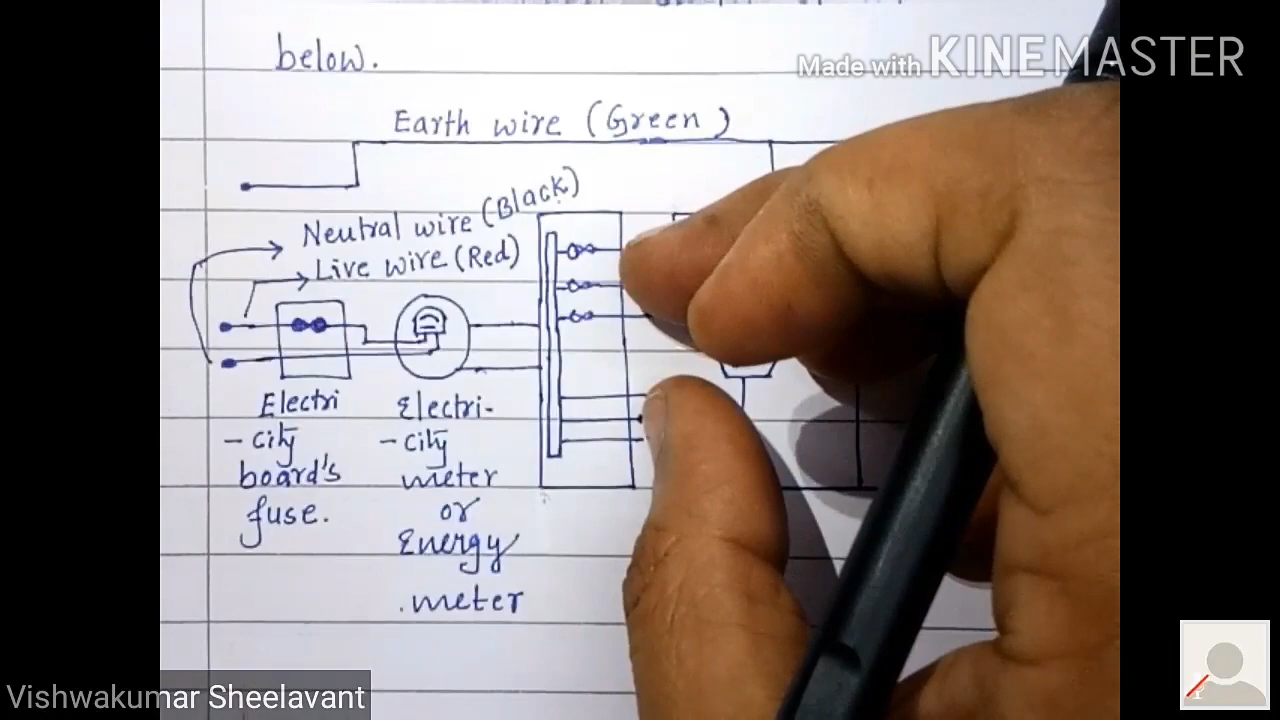 below.
Made with KINEMASTER
Earth wire (Green)
Neutral wire (Black)
Live wire (Red)
Electri
- city
board's
fuse.
Electri-
- city
meter
or
Energy
.meter
Vishwakumar Sheelavant
1